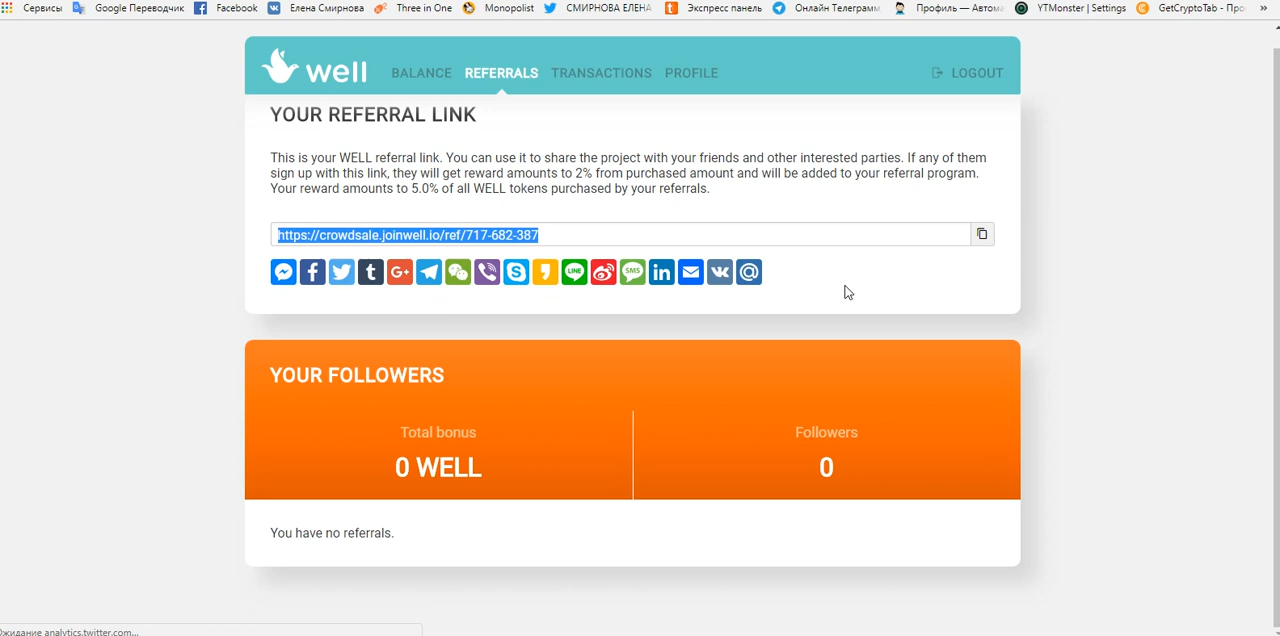 Сервисы Google Переводчик Facebook Елена Смирнова Three in One Monopolist СМИРНОВА ЕЛЕНА Экспресс панель Онлайн Телеграмм Профиль — Автома YTMonster | Settings GetCryptoTab - Про »
well BALANCE REFERRALS TRANSACTIONS PROFILE LOGOUT
YOUR REFERRAL LINK
This is your WELL referral link. You can use it to share the project with your friends and other interested parties. If any of them
sign up with this link, they will get reward amounts to 2% from purchased amount and will be added to your referral program.
Your reward amounts to 5.0% of all WELL tokens purchased by your referrals.
https://crowdsale.joinwell.io/ref/717-682-387
LINE SMS
YOUR FOLLOWERS
Total bonus Followers
0 WELL 0
You have no referrals.
Ожидание analytics.twitter.com...